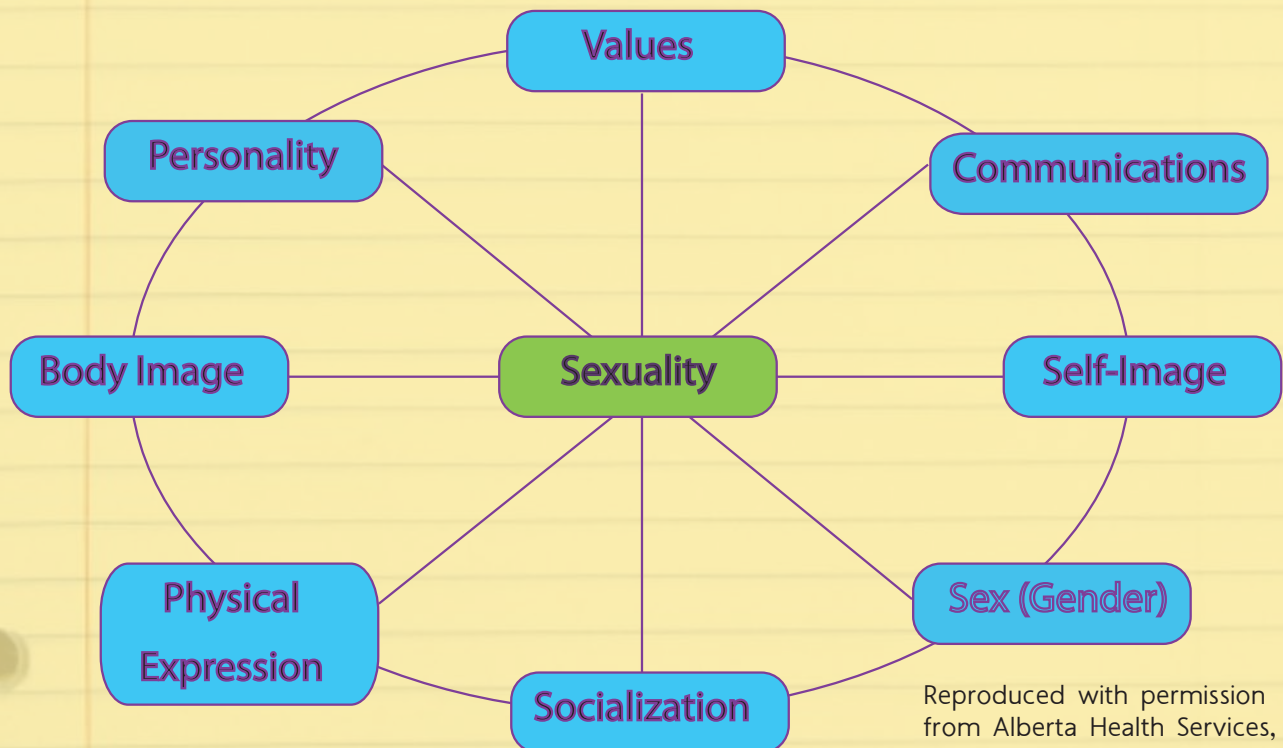 Values
Personality
Communications
Body Image
Sexuality
Self-Image
Physical
Expression
Sex (Gender)
Socialization
Reproduced with permission
from Alberta Health Services,